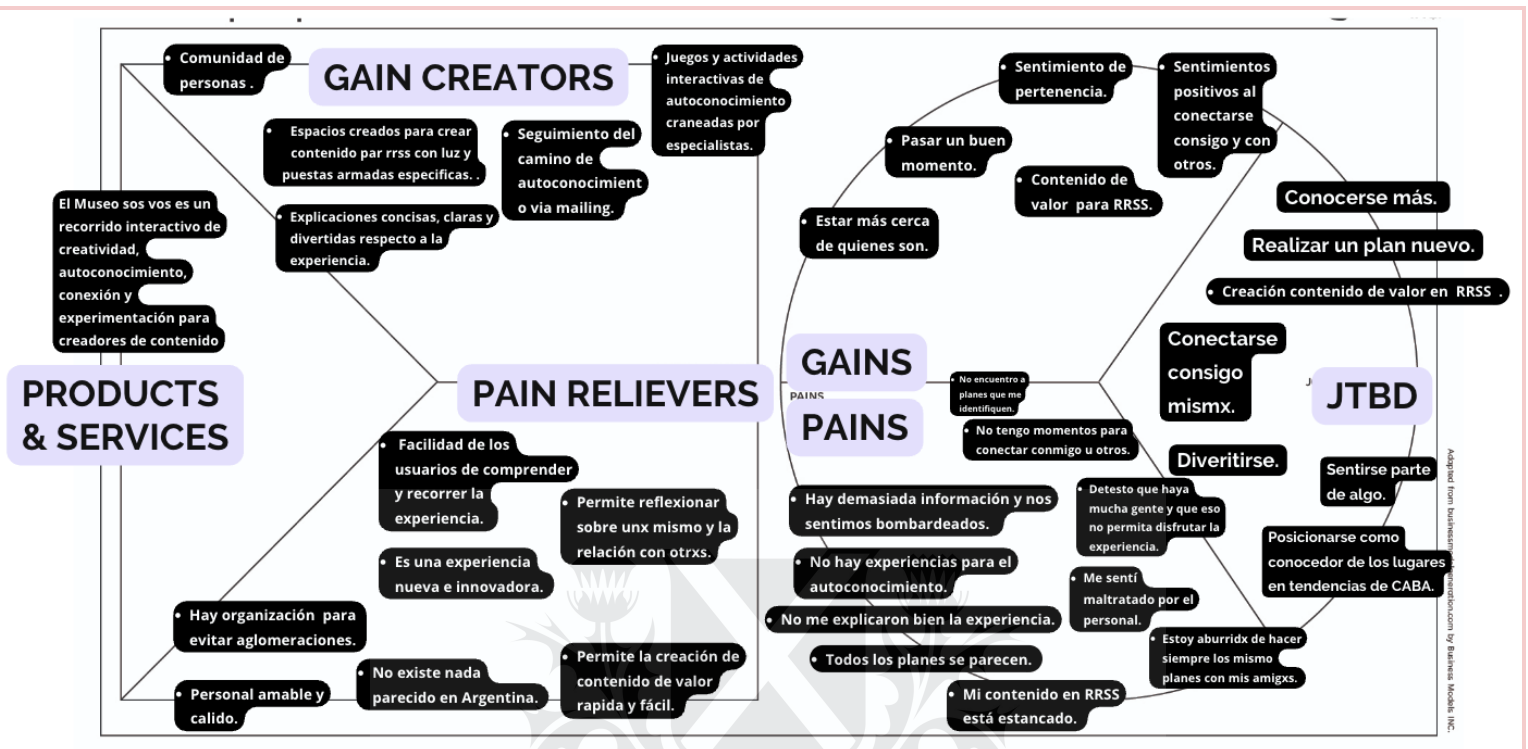 • Comunidad de
personas .
GAIN CREATORS
• Juegos y actividades
interactivas de
autoconocimiento
craneadas por
especialistas.
• Espacios creados para crear
contenido par rrss con luz y
puestas armadas especificas. .
• Seguimiento del
camino de
autoconocimient
o via mailing.
• Explicaciones concisas, claras y
divertidas respecto a la
experiencia.
El Museo sos vos es un
recorrido interactivo de
creatividad,
autoconocimiento,
conexión y
experimentación para
creadores de contenido
PRODUCTS
& SERVICES
PAIN RELIEVERS
• Facilidad de los
usuarios de comprender
y recorrer la
experiencia.
• Permite reflexionar
sobre unx mismo y la
relación con otrxs.
• Es una experiencia
nueva e innovadora.
• Hay organización para
evitar aglomeraciones.
• Personal amable y
calido.
• No existe nada
parecido en Argentina.
• Permite la creación de
contenido de valor
rapida y fácil.
• Sentimiento de
pertenencia.
• Sentimientos
positivos al
conectarse
consigo y con
otros.
• Pasar un buen
momento.
• Contenido de
valor para RRSS.
• Estar más cerca
de quienes son.
GAINS
PAINS
PAINS
• No encuentro a
planes que me
identifiquen.
• No tengo momentos para
conectar conmigo u otros.
• Hay demasiada información y nos
sentimos bombardeados.
• Detesto que haya
mucha gente y que eso
no permita disfrutar la
experiencia.
• No hay experiencias para el
autoconocimiento.
• Me sentí
maltratado por el
personal.
• No me explicaron bien la experiencia.
• Todos los planes se parecen.
• Estoy aburridx de hacer
siempre los mismo
planes con mis amigxs.
• Mi contenido en RRSS
está estancado.
Conocerse más.
Realizar un plan nuevo.
• Creación contenido de valor en RRSS .
Conectarse
consigo
mismx.
JTBD
Diveritirse.
Sentirse parte
de algo.
Posicionarse como
conocedor de los lugares
en tendencias de CABA.
Adapted from businessmodelgeneration.com by Business Models INC.